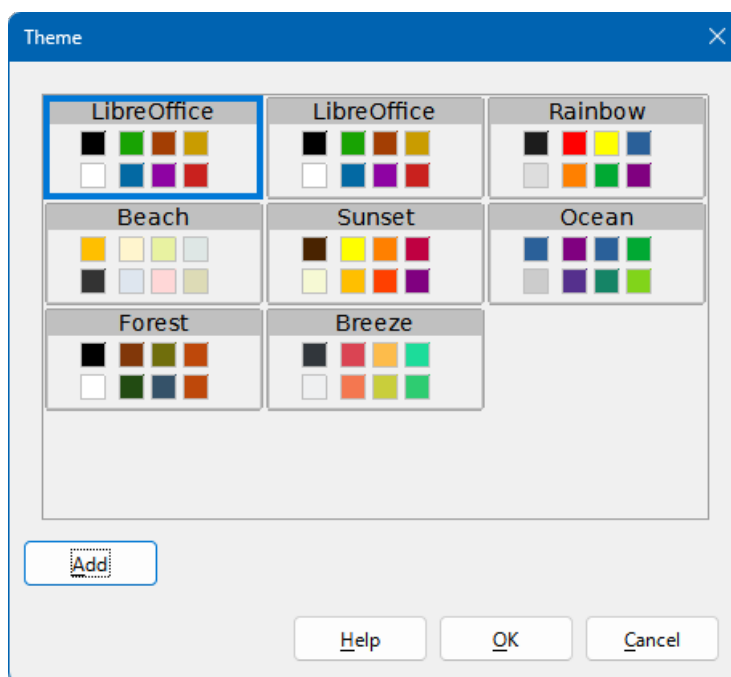 Theme
LibreOffice LibreOffice Rainbow
Beach Sunset Ocean
Forest Breeze
Add
Help OK Cancel